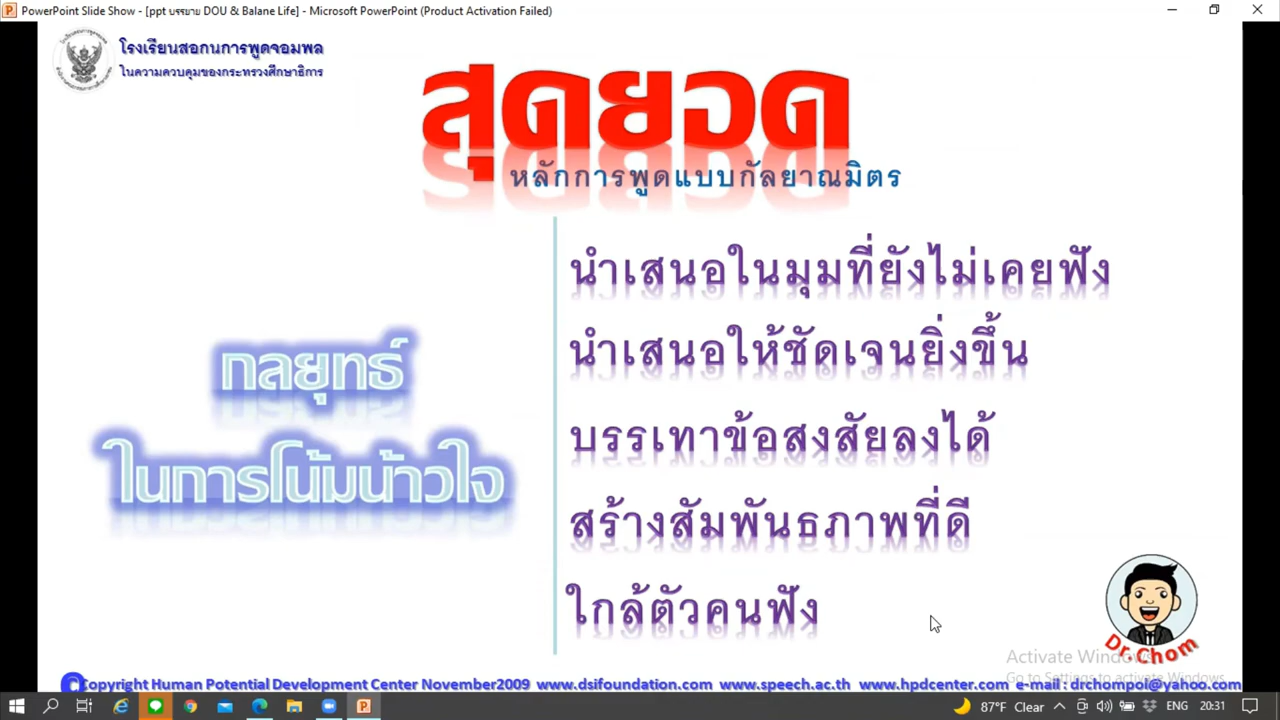 PowerPoint Slide Show - [ppt บรรยาย DOU & Balane Life] - Microsoft PowerPoint (Product Activation Failed)
โรงเรียนสอกนการพูดจอมพล
ในความควบคุมของกระทรวงศึกษาธิการ
สุดยอด
หลักการพูดแบบกัลยาณมิตร
กลยุทธ์
ในการโน้มน้าวใจ
นำเสนอในมุมที่ยังไม่เคยฟัง
นำเสนอให้ชัดเจนยิ่งขึ้น
บรรเทาข้อสงสัยลงได้
สร้างสัมพันธภาพที่ดี
ใกล้ตัวคนฟัง
Dr.Chom
Activate Windows
Go to Settings to activate Windows.
Copyright Human Potential Development Center November2009 www.dsifoundation.com www.speech.ac.th www.hpdcenter.com e-mail : drchompol@yahoo.com
87°F Clear ENG 20:31